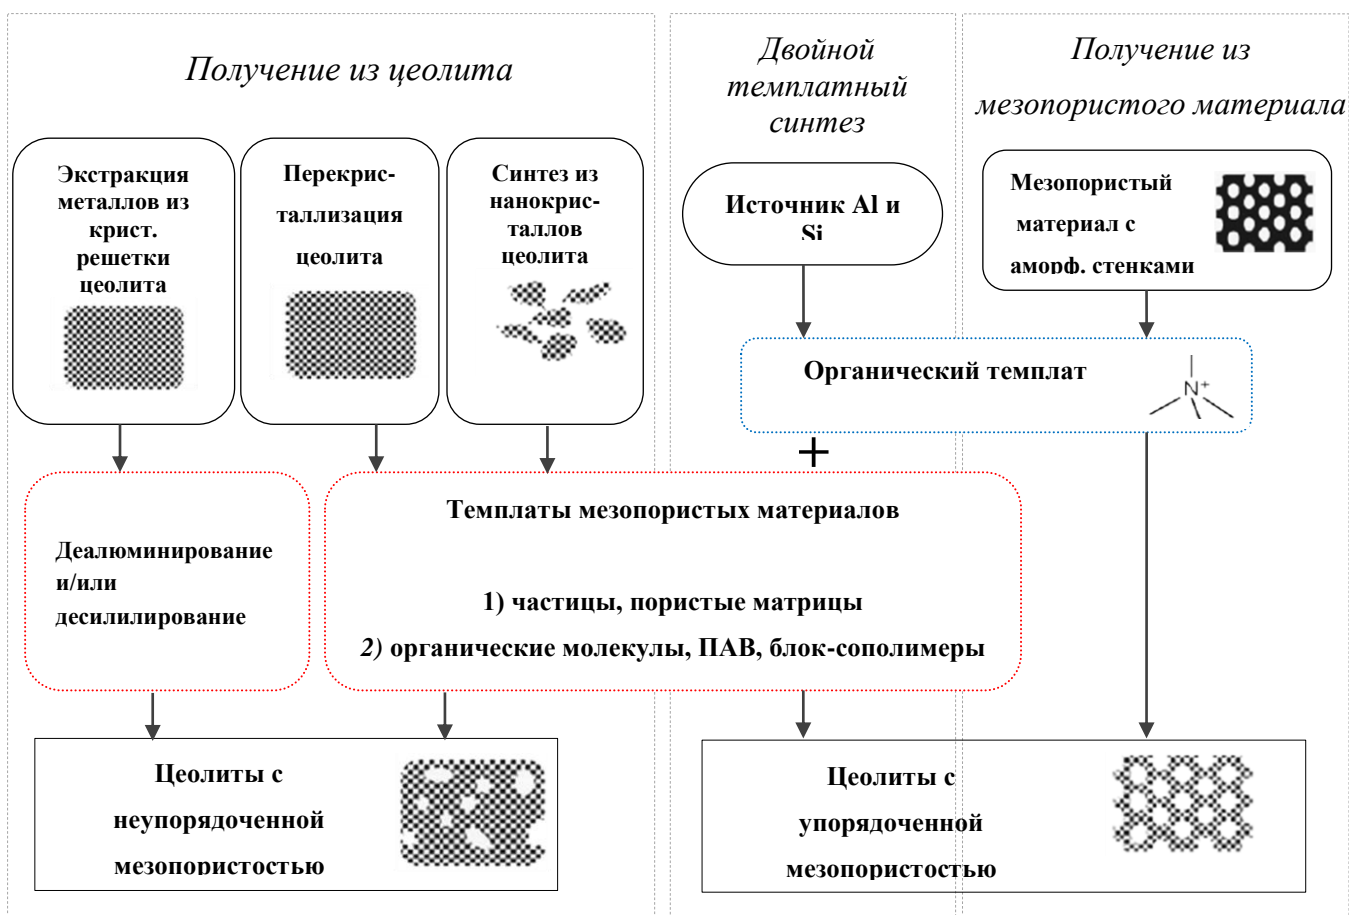 Получение из цеолита
Двойной
темплатный
синтез
Получение из
мезопористого материала
Экстракция
металлов из
крист.
решетки
цеолита
Перекрис-
таллизация
цеолита
Синтез из
нанокрис-
таллов
цеолита
Источник Al и
Si
Мезопористый
материал с
аморф. стенками
Органический темплат
N+
+
Темплаты мезопористых материалов
1) частицы, пористые матрицы
2) органические молекулы, ПАВ, блок-сополимеры
Деалюминирование
и/или
десилилирование
Цеолиты с
неупорядоченной
мезопористостью
Цеолиты с
упорядоченной
мезопористостью